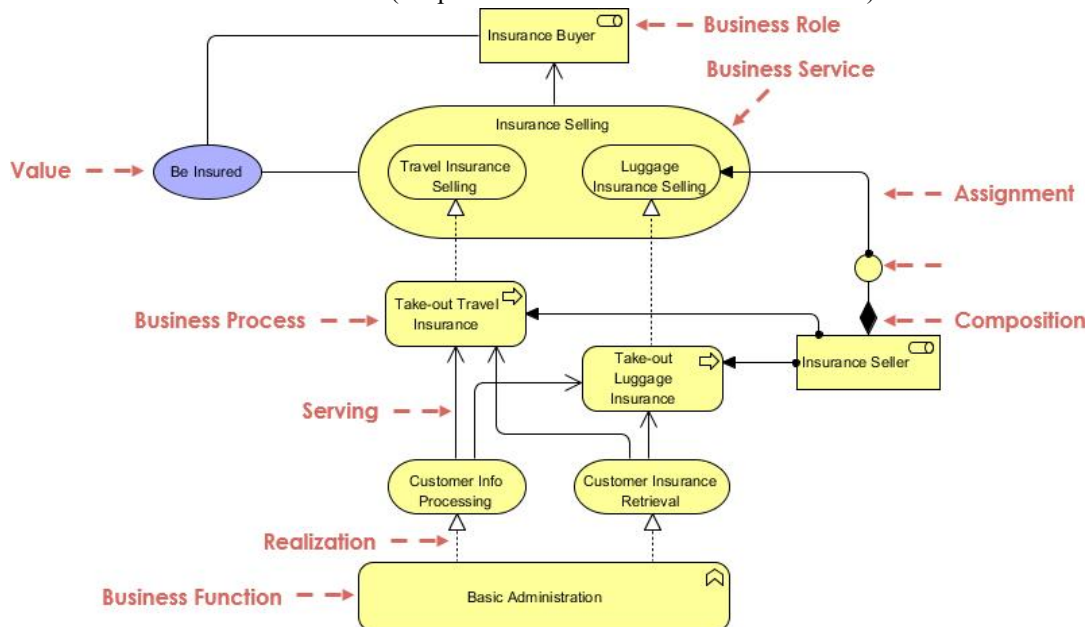 Insurance Buyer
Business Role
Business Service
Insurance Selling
Value
Be Insured
Travel Insurance
Selling
Luggage
Insurance Selling
Assignment
Business Process
Take-out Travel
Insurance
Composition
Take-out
Luggage
Insurance
Insurance Seller
Serving
Customer Info
Processing
Customer Insurance
Retrieval
Realization
Business Function
Basic Administration